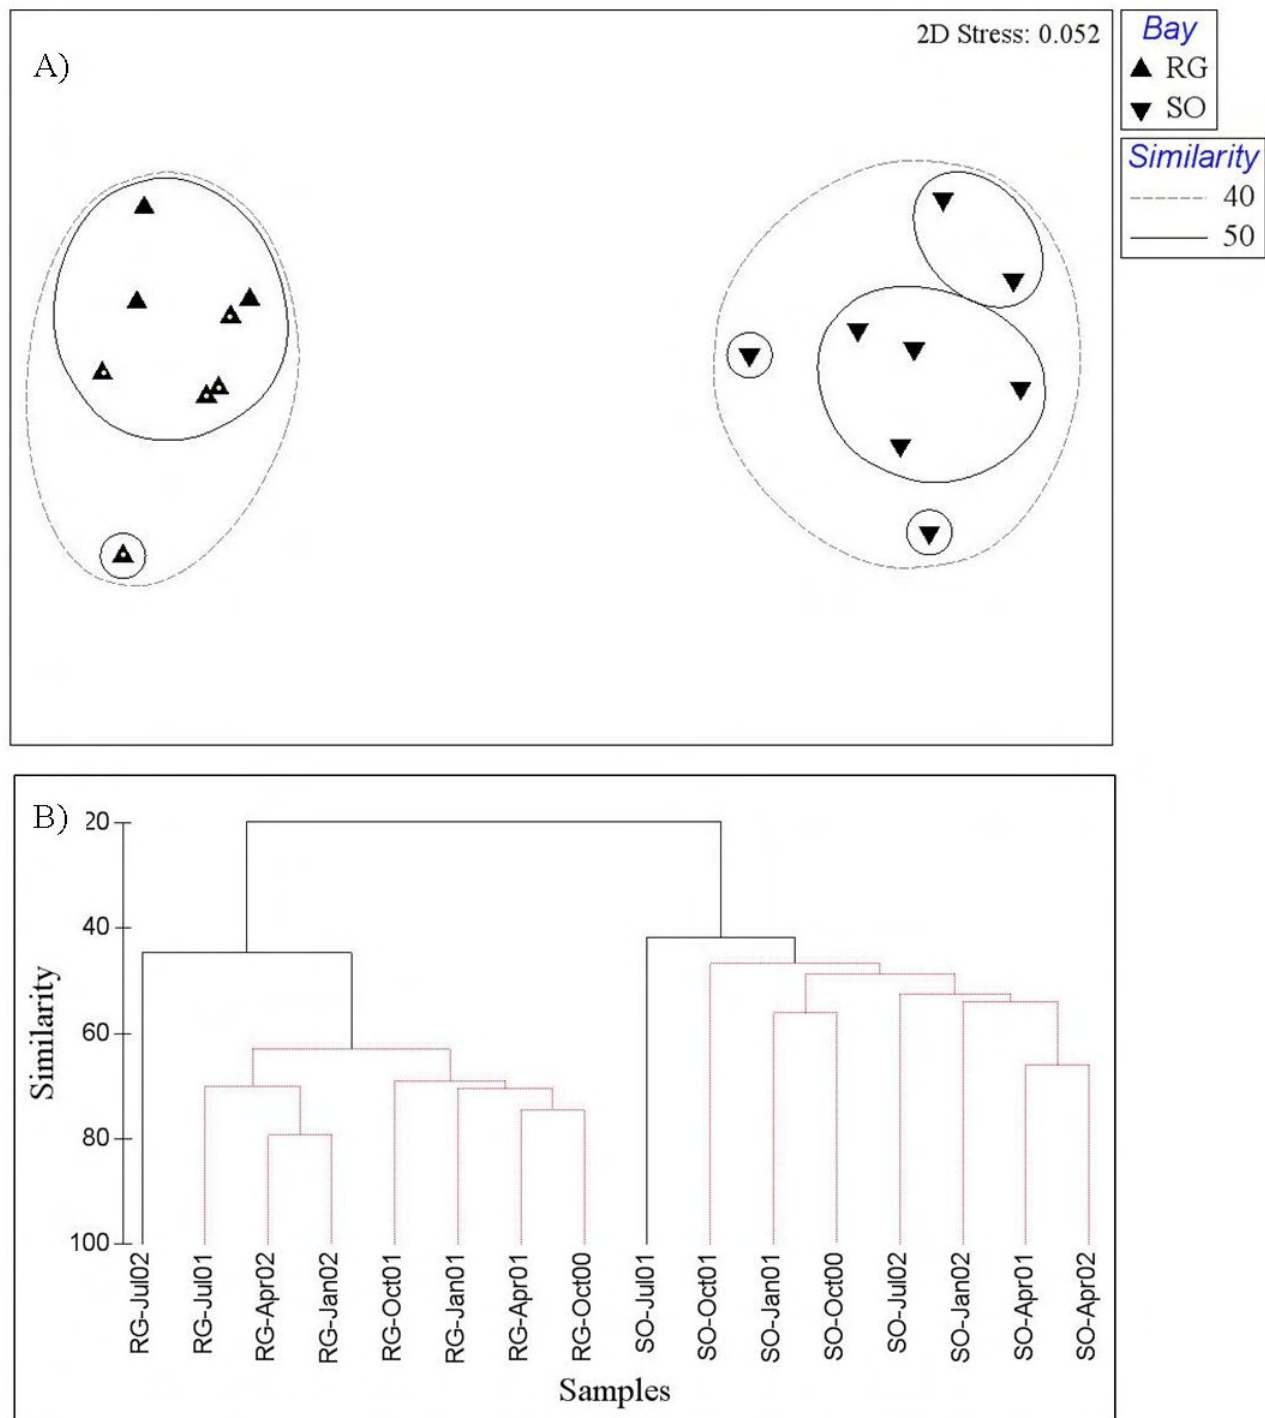 A)
2D Stress: 0.052
Bay
RG
SO
Similarity
40
50
B)
20
40
60
80
100
Similarity
RG-Jul02
RG-Jul01
RG-Apr02
RG-Jan02
RG-Oct01
RG-Jan01
RG-Apr01
RG-Oct00
SO-Jul01
SO-Oct01
SO-Jan01
SO-Oct00
SO-Jul02
SO-Jan02
SO-Apr01
SO-Apr02
Samples